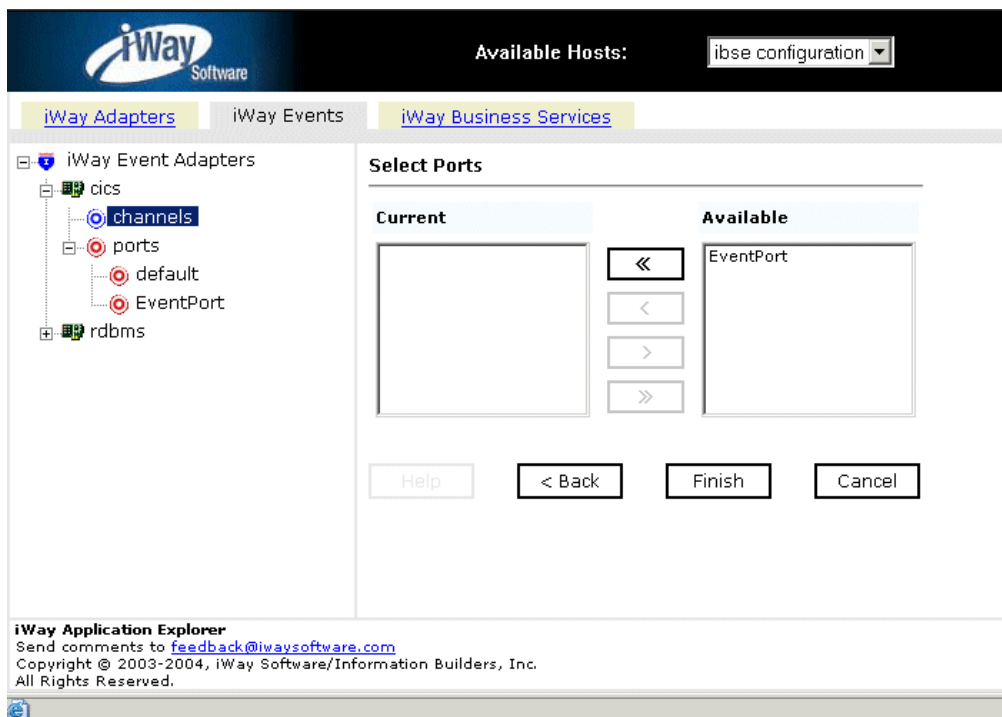 iWay
Software
Available Hosts:
ibse configuration
iWay Adapters
iWay Events
iWay Business Services
iWay Event Adapters
cics
channels
ports
default
EventPort
rdbms
Select Ports
Current
Available
EventPort
<<
<
>
>>
Help
< Back
Finish
Cancel
iWay Application Explorer
Send comments to feedback@iwaysoftware.com
Copyright © 2003-2004, iWay Software/Information Builders, Inc.
All Rights Reserved.